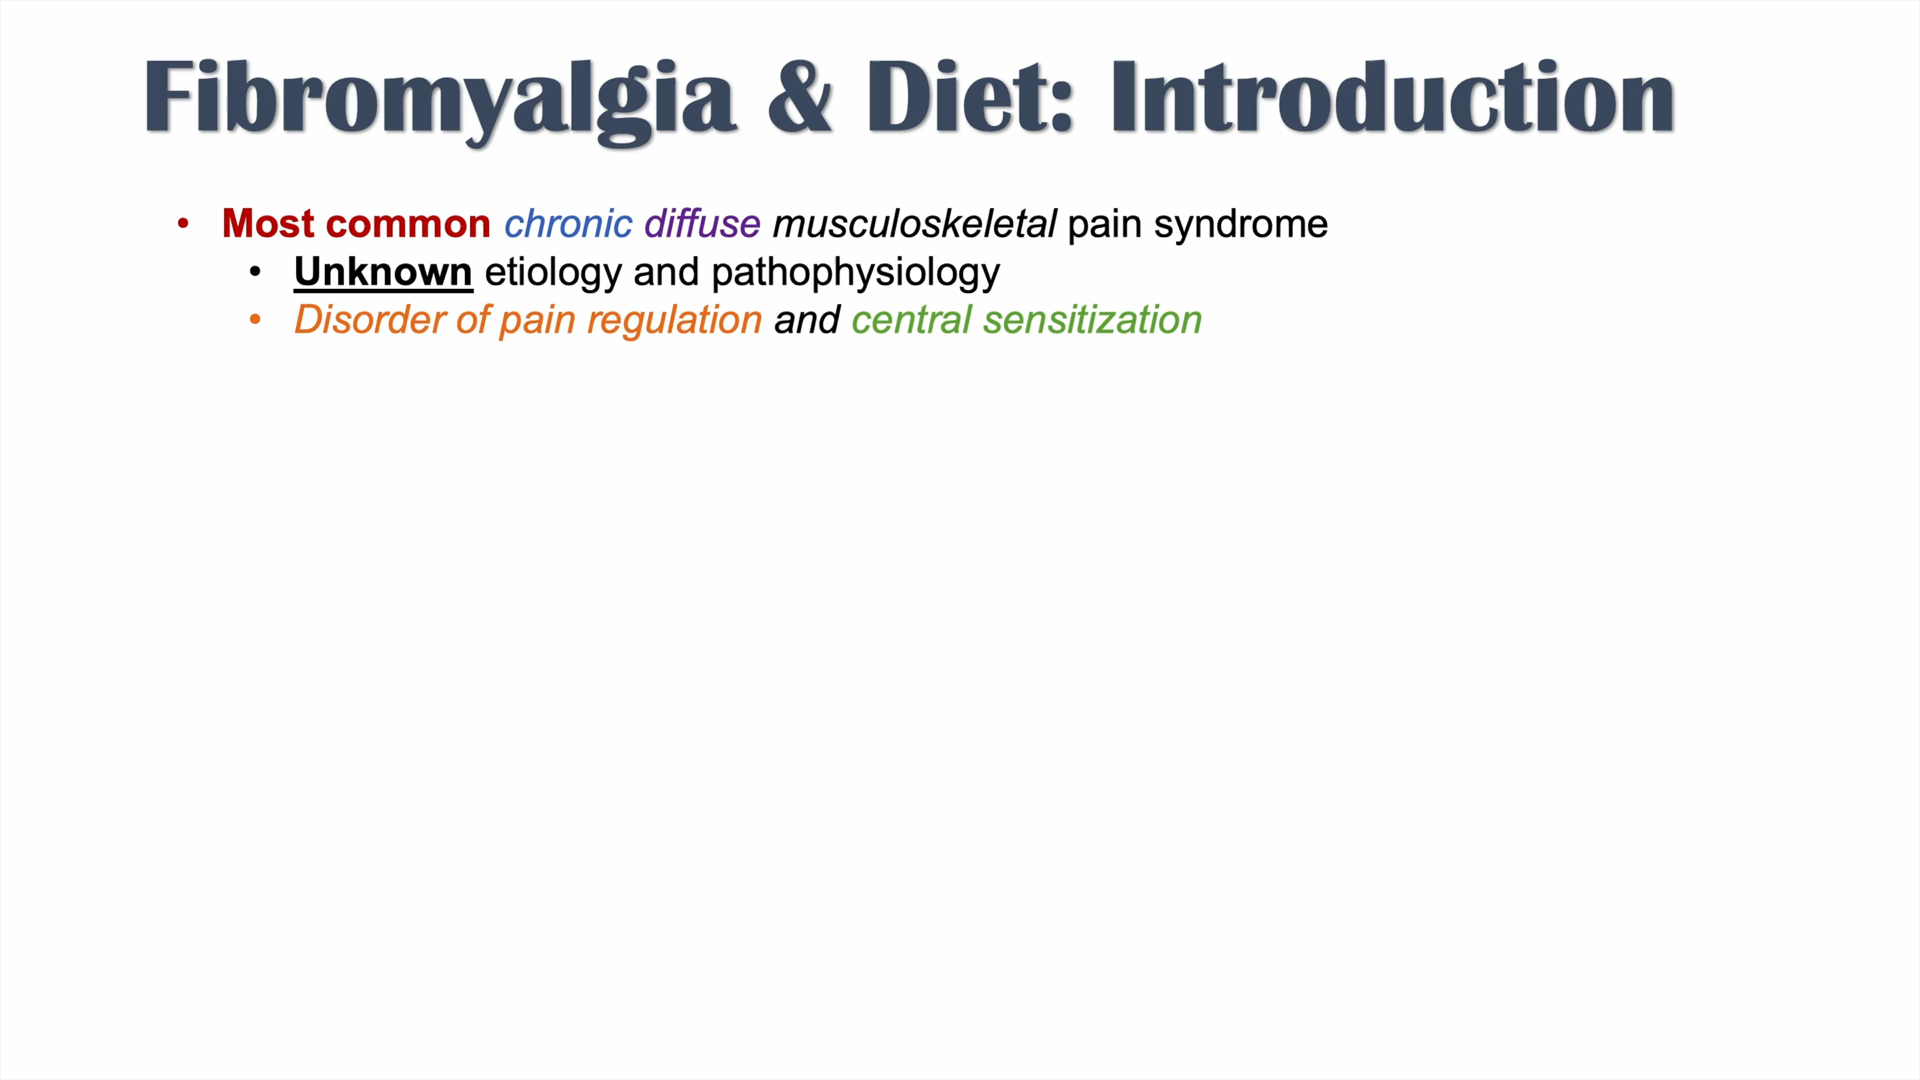 Fibromyalgia & Diet: Introduction
• Most common chronic diffuse musculoskeletal pain syndrome
• Unknown etiology and pathophysiology
• Disorder of pain regulation and central sensitization